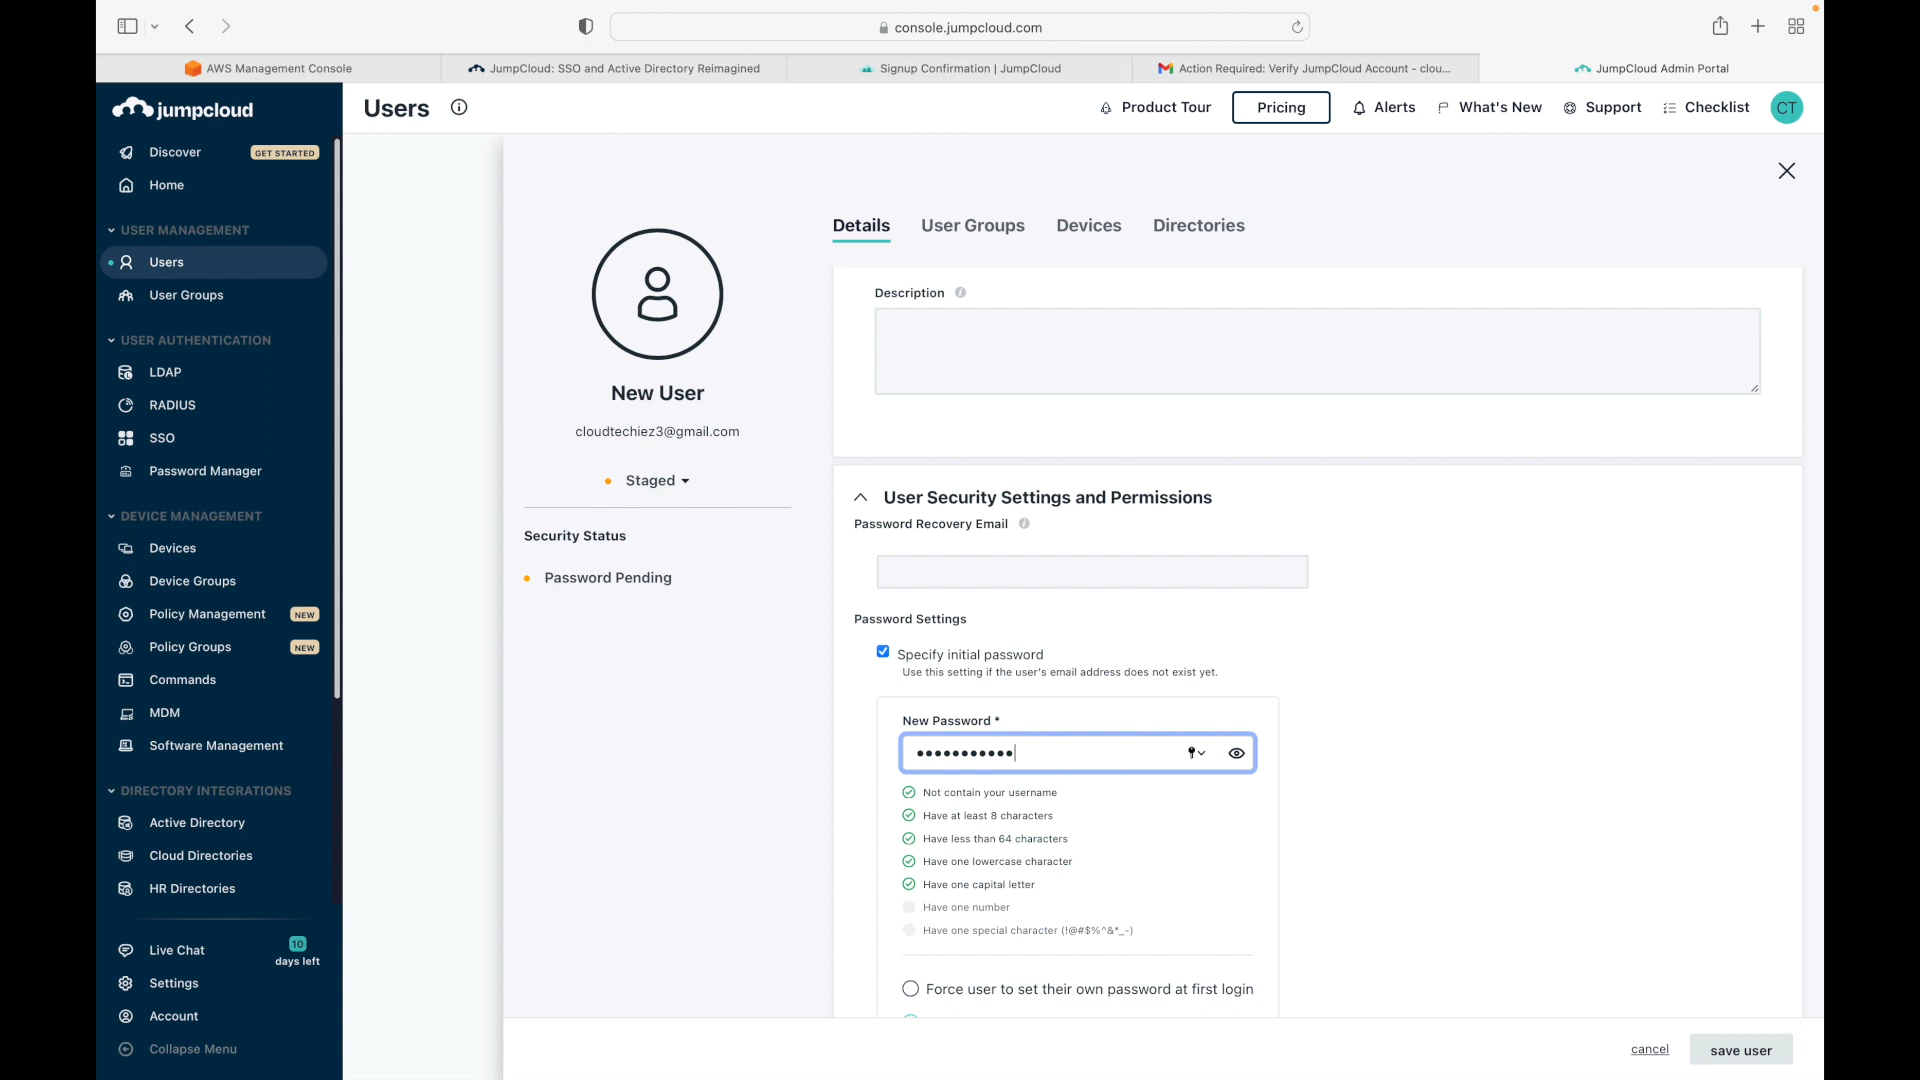 console.jumpcloud.com
AWS Management Console
JumpCloud: SSO and Active Directory Reimagined
Signup Confirmation | JumpCloud
Action Required: Verify JumpCloud Account - clou...
JumpCloud Admin Portal
jumpcloud
Users
Product Tour
Pricing
Alerts
What's New
Support
Checklist
CT
Discover
GET STARTED
Home
USER MANAGEMENT
Users
User Groups
USER AUTHENTICATION
LDAP
RADIUS
SSO
Password Manager
DEVICE MANAGEMENT
Devices
Device Groups
Policy Management
NEW
Policy Groups
NEW
Commands
MDM
Software Management
DIRECTORY INTEGRATIONS
Active Directory
Cloud Directories
HR Directories
Live Chat
10
days left
Settings
Account
Collapse Menu
New User
cloudtechiez3@gmail.com
Staged
Security Status
Password Pending
Details
User Groups
Devices
Directories
Description
User Security Settings and Permissions
Password Recovery Email
Password Settings
Specify initial password
Use this setting if the user's email address does not exist yet.
New Password *
•••••••••••
Not contain your username
Have at least 8 characters
Have less than 64 characters
Have one lowercase character
Have one capital letter
Have one number
Have one special character (!@#$%^&*_-)
Force user to set their own password at first login
cancel
save user